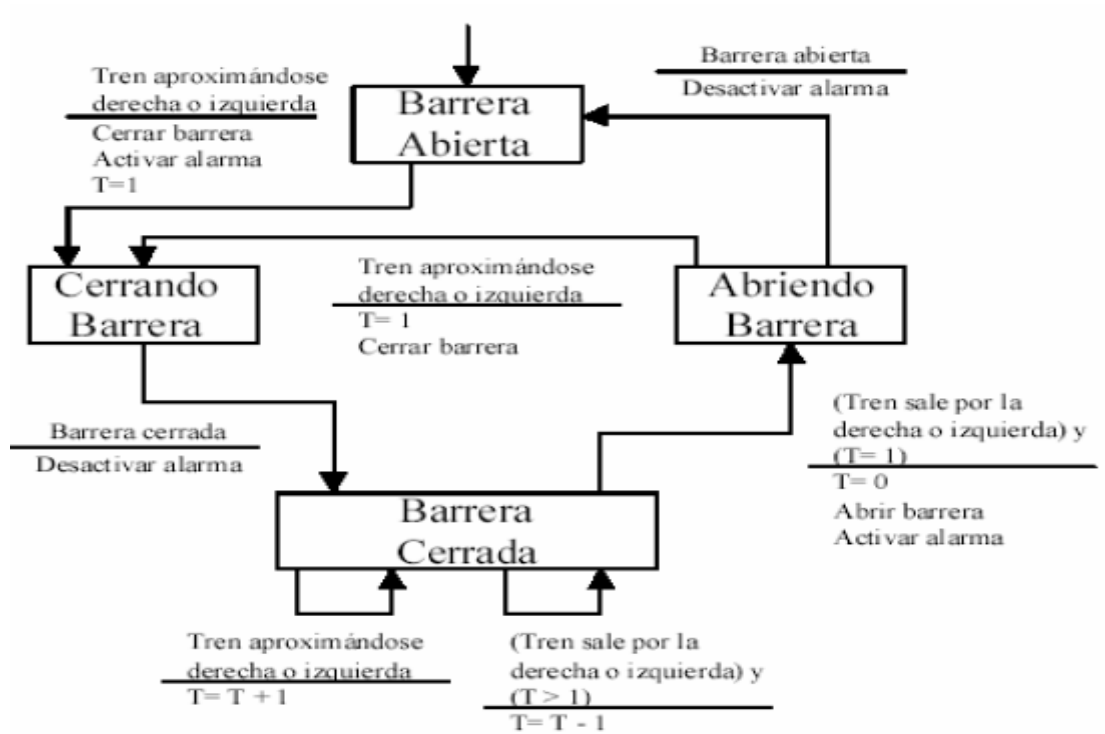 Barrera abierta
Desactivar alarma
Tren aproximándose
derecha o izquierda
Cerrar barrera
Activar alarma
T=1
Barrera
Abierta
Cerrando
Barrera
Tren aproximándose
derecha o izquierda
T= 1
Cerrar barrera
Abriendo
Barrera
Barrera cerrada
Desactivar alarma
(Tren sale por la
derecha o izquierda) y
(T= 1)
T= 0
Abrir barrera
Activar alarma
Barrera
Cerrada
Tren aproximándose
derecha o izquierda
T= T + 1
(Tren sale por la
derecha o izquierda) y
(T > 1)
T= T - 1